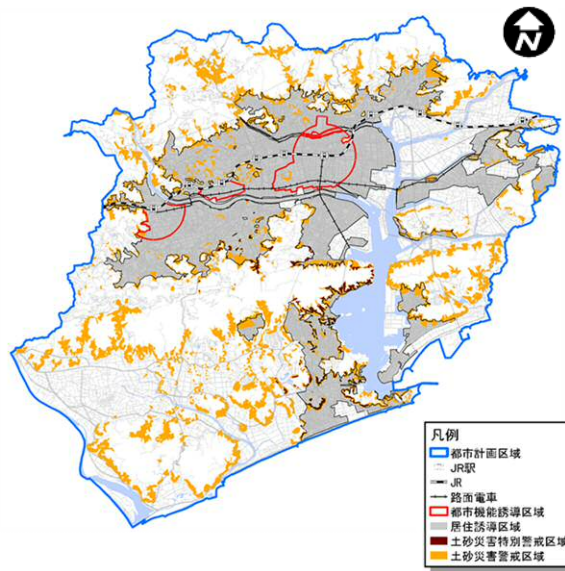 N
凡例
都市計画区域
JR駅
JR
路面電車
都市機能誘導区域
居住誘導区域
土砂災害特別警戒区域
土砂災害警戒区域